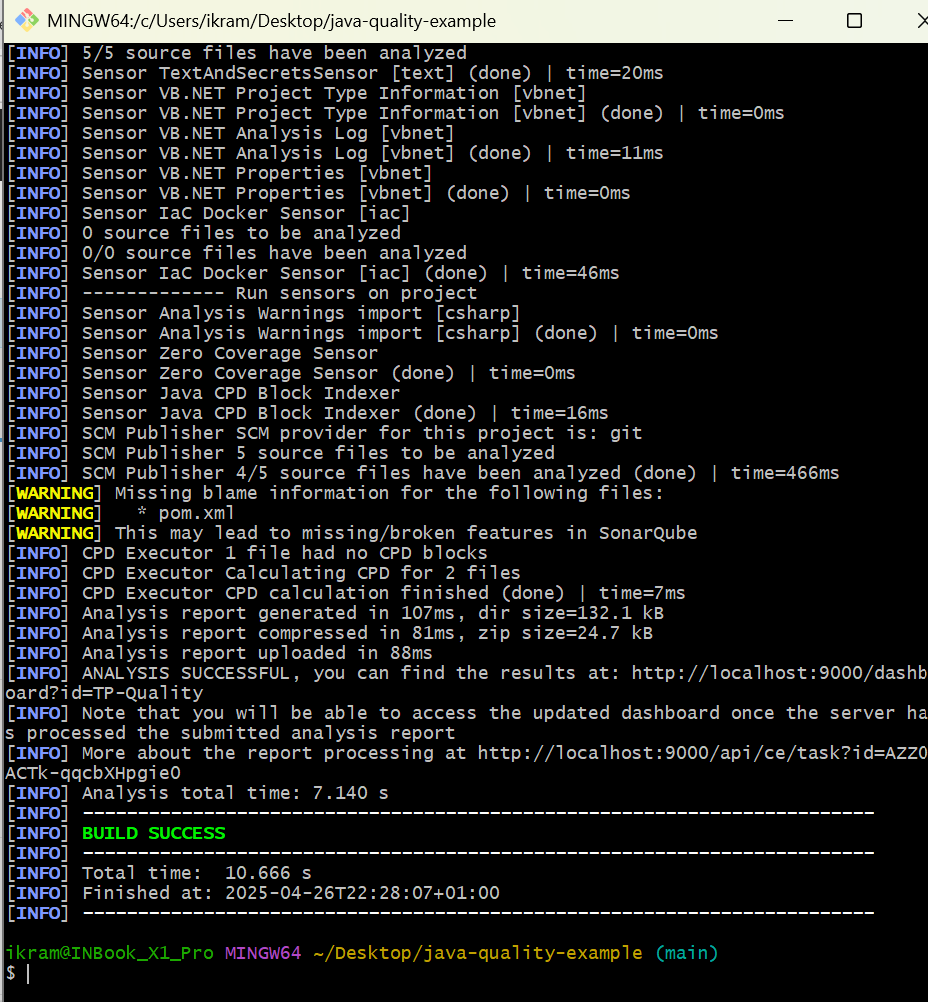 MINGW64:/c/Users/ikram/Desktop/java-quality-example
[INFO] 5/5 source files have been analyzed
[INFO] Sensor TextAndSecretsSensor [text] (done) | time=20ms
[INFO] Sensor VB.NET Project Type Information [vbnet]
[INFO] Sensor VB.NET Project Type Information [vbnet] (done) | time=0ms
[INFO] Sensor VB.NET Analysis Log [vbnet]
[INFO] Sensor VB.NET Analysis Log [vbnet] (done) | time=11ms
[INFO] Sensor VB.NET Properties [vbnet]
[INFO] Sensor VB.NET Properties [vbnet] (done) | time=0ms
[INFO] Sensor IaC Docker Sensor [iac]
[INFO] 0 source files to be analyzed
[INFO] 0/0 source files have been analyzed
[INFO] Sensor IaC Docker Sensor [iac] (done) | time=46ms
[INFO] ------------- Run sensors on project
[INFO] Sensor Analysis Warnings import [csharp]
[INFO] Sensor Analysis Warnings import [csharp] (done) | time=0ms
[INFO] Sensor Zero Coverage Sensor
[INFO] Sensor Zero Coverage Sensor (done) | time=0ms
[INFO] Sensor Java CPD Block Indexer
[INFO] Sensor Java CPD Block Indexer (done) | time=16ms
[INFO] SCM Publisher SCM provider for this project is: git
[INFO] SCM Publisher 5 source files to be analyzed
[INFO] SCM Publisher 4/5 source files have been analyzed (done) | time=466ms
[WARNING] Missing blame information for the following files:
[WARNING]   * pom.xml
[WARNING] This may lead to missing/broken features in SonarQube
[INFO] CPD Executor 1 file had no CPD blocks
[INFO] CPD Executor Calculating CPD for 2 files
[INFO] CPD Executor CPD calculation finished (done) | time=7ms
[INFO] Analysis report generated in 107ms, dir size=132.1 kB
[INFO] Analysis report compressed in 81ms, zip size=24.7 kB
[INFO] Analysis report uploaded in 88ms
[INFO] ANALYSIS SUCCESSFUL, you can find the results at: http://localhost:9000/dashb
oard?id=TP-Quality
[INFO] Note that you will be able to access the updated dashboard once the server ha
s processed the submitted analysis report
[INFO] More about the report processing at http://localhost:9000/api/ce/task?id=AZZ0
ACTk-qqcbXHpgie0
[INFO] Analysis total time: 7.140 s
[INFO] ------------------------------------------------------------------------
[INFO] BUILD SUCCESS
[INFO] ------------------------------------------------------------------------
[INFO] Total time:  10.666 s
[INFO] Finished at: 2025-04-26T22:28:07+01:00
[INFO] ------------------------------------------------------------------------
ikram@INBook_X1_Pro MINGW64 ~/Desktop/java-quality-example (main)
$